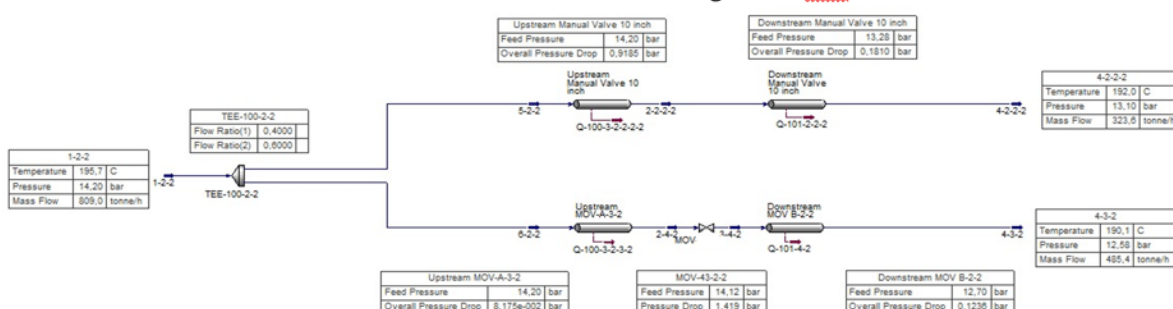 Upstream Manual Valve 10 inch
Feed Pressure 14,20 bar
Overall Pressure Drop 0,9185 bar
Downstream Manual Valve 10 inch
Feed Pressure 13,28 bar
Overall Pressure Drop 0,1810 bar
Upstream
Manual Valve 10
inch
Downstream
Manual Valve
10 inch
5-2-2
2-2-2-2
4-2-2-2
Q-100-3-2-2-2-2
Q-101-2-2-2
4-2-2-2
Temperature 192,0 C
Pressure 13,10 bar
Mass Flow 323,6 tonne/h
TEE-100-2-2
Flow Ratio(1) 0,4000
Flow Ratio(2) 0,6000
1-2-2
Temperature 195,7 C
Pressure 14,20 bar
Mass Flow 809,0 tonne/h
1-2-2
TEE-100-2-2
Upstream
MOV-A-3-2
Downstream
MOV B-2-2
6-2-2
2-4-2
MOV
3-4-2
4-3-2
Q-100-3-2-3-2
Q-101-4-2
4-3-2
Temperature 190,1 C
Pressure 12,58 bar
Mass Flow 485,4 tonne/h
Upstream MOV-A-3-2
Feed Pressure 14,20 bar
Overall Pressure Drop 8,175e-002 bar
MOV-43-2-2
Feed Pressure 14,12 bar
Pressure Drop 1,419 bar
Downstream MOV B-2-2
Feed Pressure 12,70 bar
Overall Pressure Drop 0,1236 bar